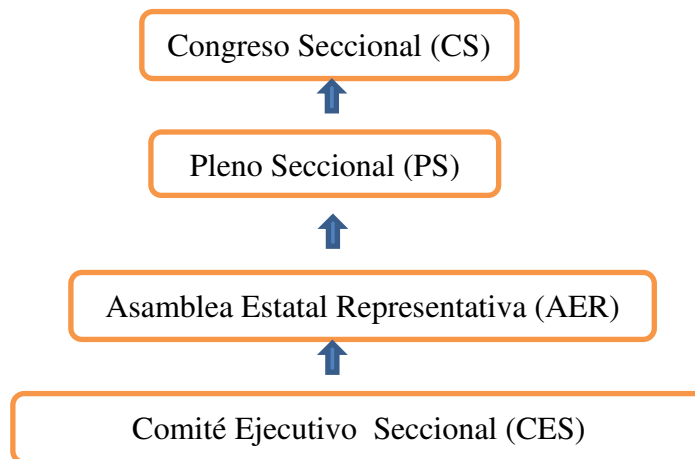 Congreso Seccional (CS)
Pleno Seccional (PS)
Asamblea Estatal Representativa (AER)
Comité Ejecutivo  Seccional (CES)